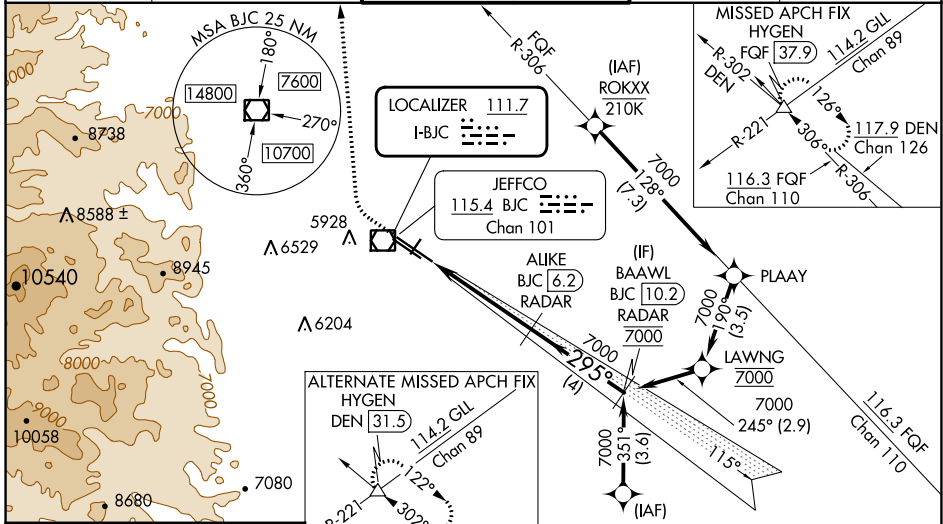 MSA BJC 25 NM
180°
14800
7600
270°
360°
10700
LOCALIZER 111.7
I-BJC
JEFFCO
115.4 BJC
Chan 101
FQF
R-306
(IAF)
ROKXX
210K
7000
128°
(7.3)
PLAAY
7000
190°
(3.5)
LAWNG
7000
7000
245° (2.9)
(IF)
BAAWL
BJC 10.2
RADAR
7000
ALIKE
BJC 6.2
RADAR
7000
295°
(4)
7000
351°
(3.6)
(IAF)
115°
116.3 FQF
Chan 110
MISSED APCH FIX
HYGEN
FQF 37.9
114.2 GLL
Chan 89
R-302
DEN
126°
R-221
306°
117.9 DEN
Chan 126
R-306
116.3 FQF
Chan 110
ALTERNATE MISSED APCH FIX
HYGEN
DEN 31.5
114.2 GLL
Chan 89
122°
R-221
302°
8000
7000
8738
8588 ±
5928
6529
8945
10540
6204
8000
7000
9000
10058
8680
7080